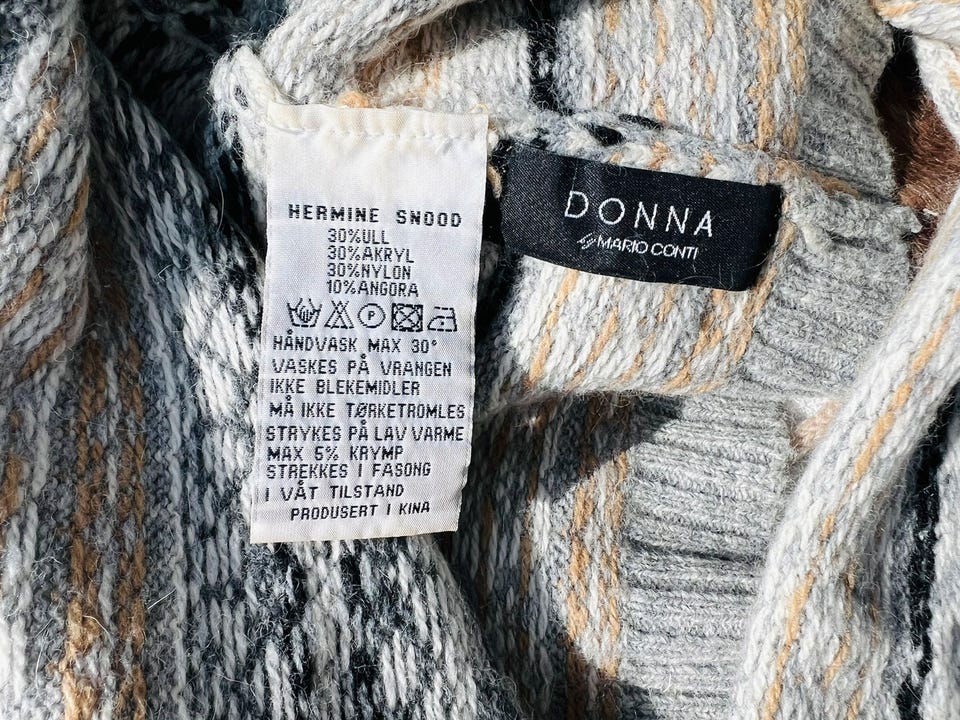 HERMINE SNOOD
30%ULL
30%AKRYL
30%NYLON
10%ANGORA
P
HÅNDVASK MAX 30°
VASKES PÅ VRANGEN
IKKE BLEKEMIDLER
MÅ IKKE TØRKETROMLES
STRYKES PÅ LAV VARME
MAX 5% KRYMP
STREKKES I FASONG
I VÅT TILSTAND
PRODUSERT I KINA
DONNA
MARIO CONTI